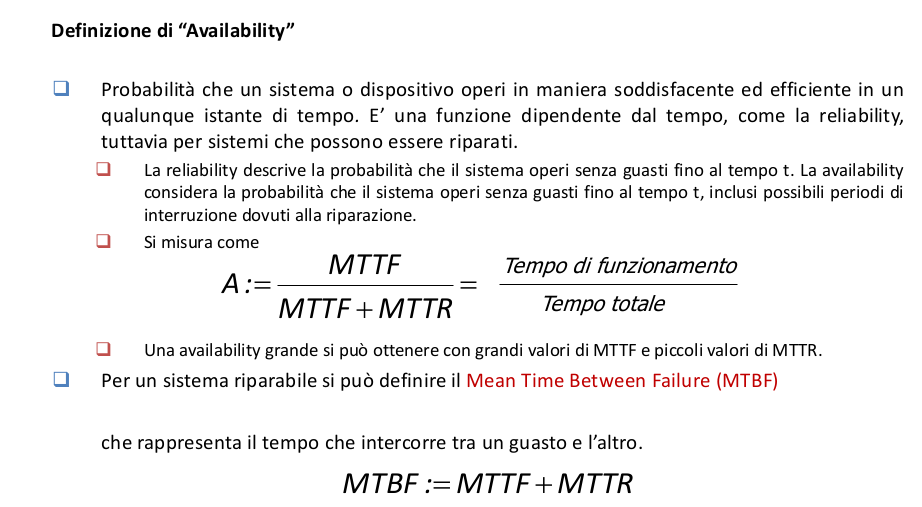 Definizione di “Availability”
❑ Probabilità che un sistema o dispositivo operi in maniera soddisfacente ed efficiente in un
qualunque istante di tempo. E’ una funzione dipendente dal tempo, come la reliability,
tuttavia per sistemi che possono essere riparati.
❑ La reliability descrive la probabilità che il sistema operi senza guasti fino al tempo t. La availability
considera la probabilità che il sistema operi senza guasti fino al tempo t, inclusi possibili periodi di
interruzione dovuti alla riparazione.
❑ Si misura come
A := MTTF / (MTTF + MTTR) = Tempo di funzionamento / Tempo totale
❑ Una availability grande si può ottenere con grandi valori di MTTF e piccoli valori di MTTR.
❑ Per un sistema riparabile si può definire il Mean Time Between Failure (MTBF)
che rappresenta il tempo che intercorre tra un guasto e l’altro.
MTBF := MTTF + MTTR